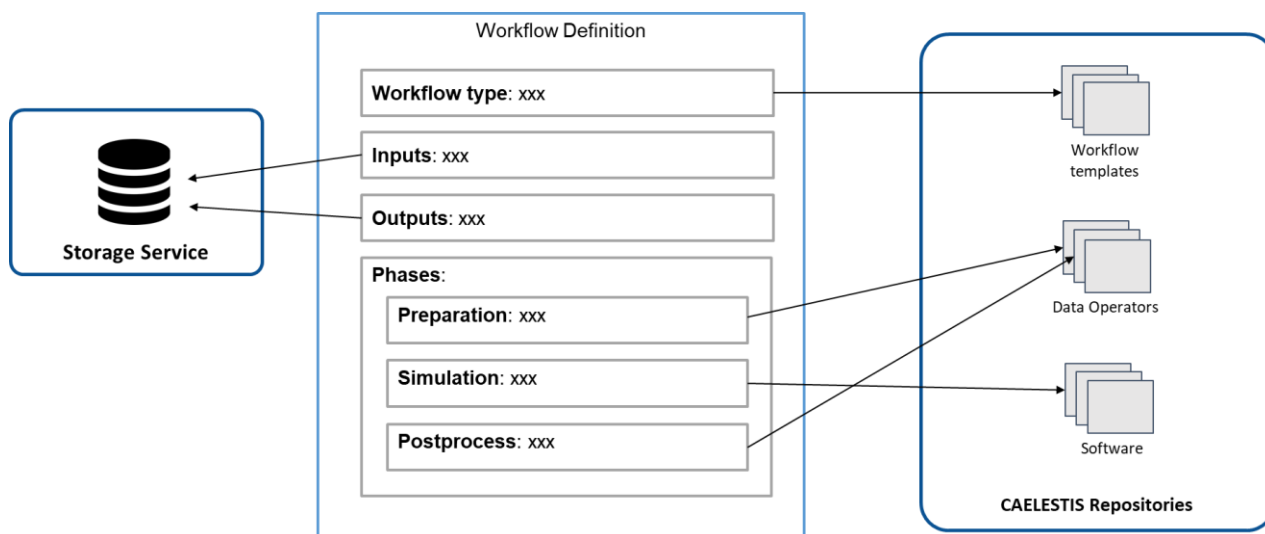 Workflow Definition
Workflow type: xxx
Inputs: xxx
Outputs: xxx
Phases:
Preparation: xxx
Simulation: xxx
Postprocess: xxx
Storage Service
Workflow
templates
Data Operators
Software
CAELESTIS Repositories